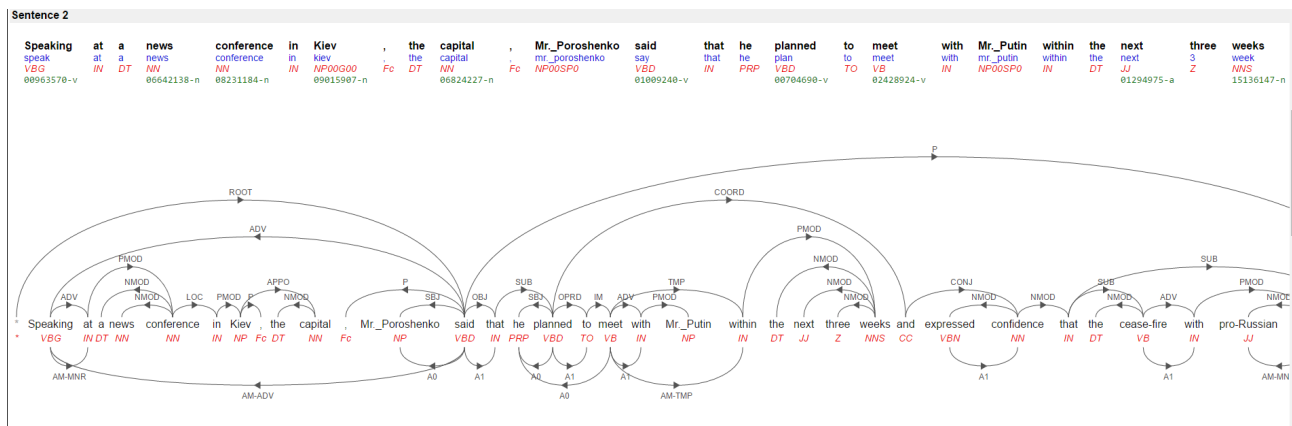 Sentence 2
Speaking at a news conference in Kiev , the capital , Mr._Poroshenko said that he planned to meet with Mr._Putin within the next three weeks
speak at a news conference in kiev , the capital , mr._poroshenko say that he plan to meet with mr._putin within the next 3 week
VBG IN DT NN NN IN NP00G00 Fc DT NN Fc NP00SP0 VBD IN PRP VBD TO VB IN NP00SP0 IN DT JJ Z NNS
00963570-v 06642138-n 08231184-n 09015907-n 06824227-n 01009240-v 00704690-v 02428924-v 01294975-a 15136147-n
P
ROOT COORD
ADV PMOD
PMOD NMOD SUB
NMOD APPO TMP NMOD SUB PMOD
ADV NMOD LOC PMOD P NMOD P SBJ OBJ SUB SBJ OPRD IM ADV PMOD NMOD CONJ NMOD NMOD NMOD ADV NMOD
* Speaking at a news conference in Kiev , the capital , Mr._Poroshenko said that he planned to meet with Mr._Putin within the next three weeks and expressed confidence that the cease-fire with pro-Russian
* VBG IN DT NN NN IN NP Fc DT NN Fc NP VBD IN PRP VBD TO VB IN NP IN DT JJ Z NNS CC VBN NN IN DT VB IN JJ
AM-MNR A0 A1 A0 A1 A1 A1 A1 AM-MN
AM-ADV A0 AM-TMP